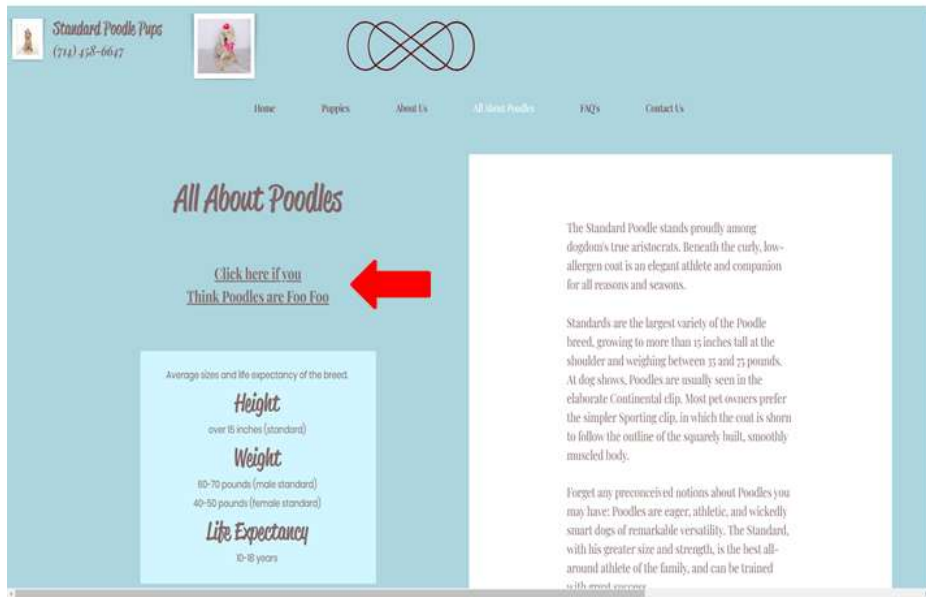 Standard Poodle Pups
(714) 458-6647
Home Puppies About Us All About Poodles FAQ's Contact Us
All About Poodles
Click here if you
Think Poodles are Foo Foo
Average sizes and life expectancy of the breed.
Height
over 15 inches (standard)
Weight
60-70 pounds (male standard)
40-50 pounds (female standard)
Life Expectancy
10-18 years
The Standard Poodle stands proudly among
dogdom's true aristocrats. Beneath the curly, low-
allergen coat is an elegant athlete and companion
for all reasons and seasons.
Standards are the largest variety of the Poodle
breed, growing to more than 15 inches tall at the
shoulder and weighing between 35 and 75 pounds.
At dog shows, Poodles are usually seen in the
elaborate Continental clip. Most pet owners prefer
the simpler Sporting clip, in which the coat is shorn
to follow the outline of the squarely built, smoothly
muscled body.
Forget any preconceived notions about Poodles you
may have: Poodles are eager, athletic, and wickedly
smart dogs of remarkable versatility. The Standard,
with his greater size and strength, is the best all-
around athlete of the family, and can be trained
with great success